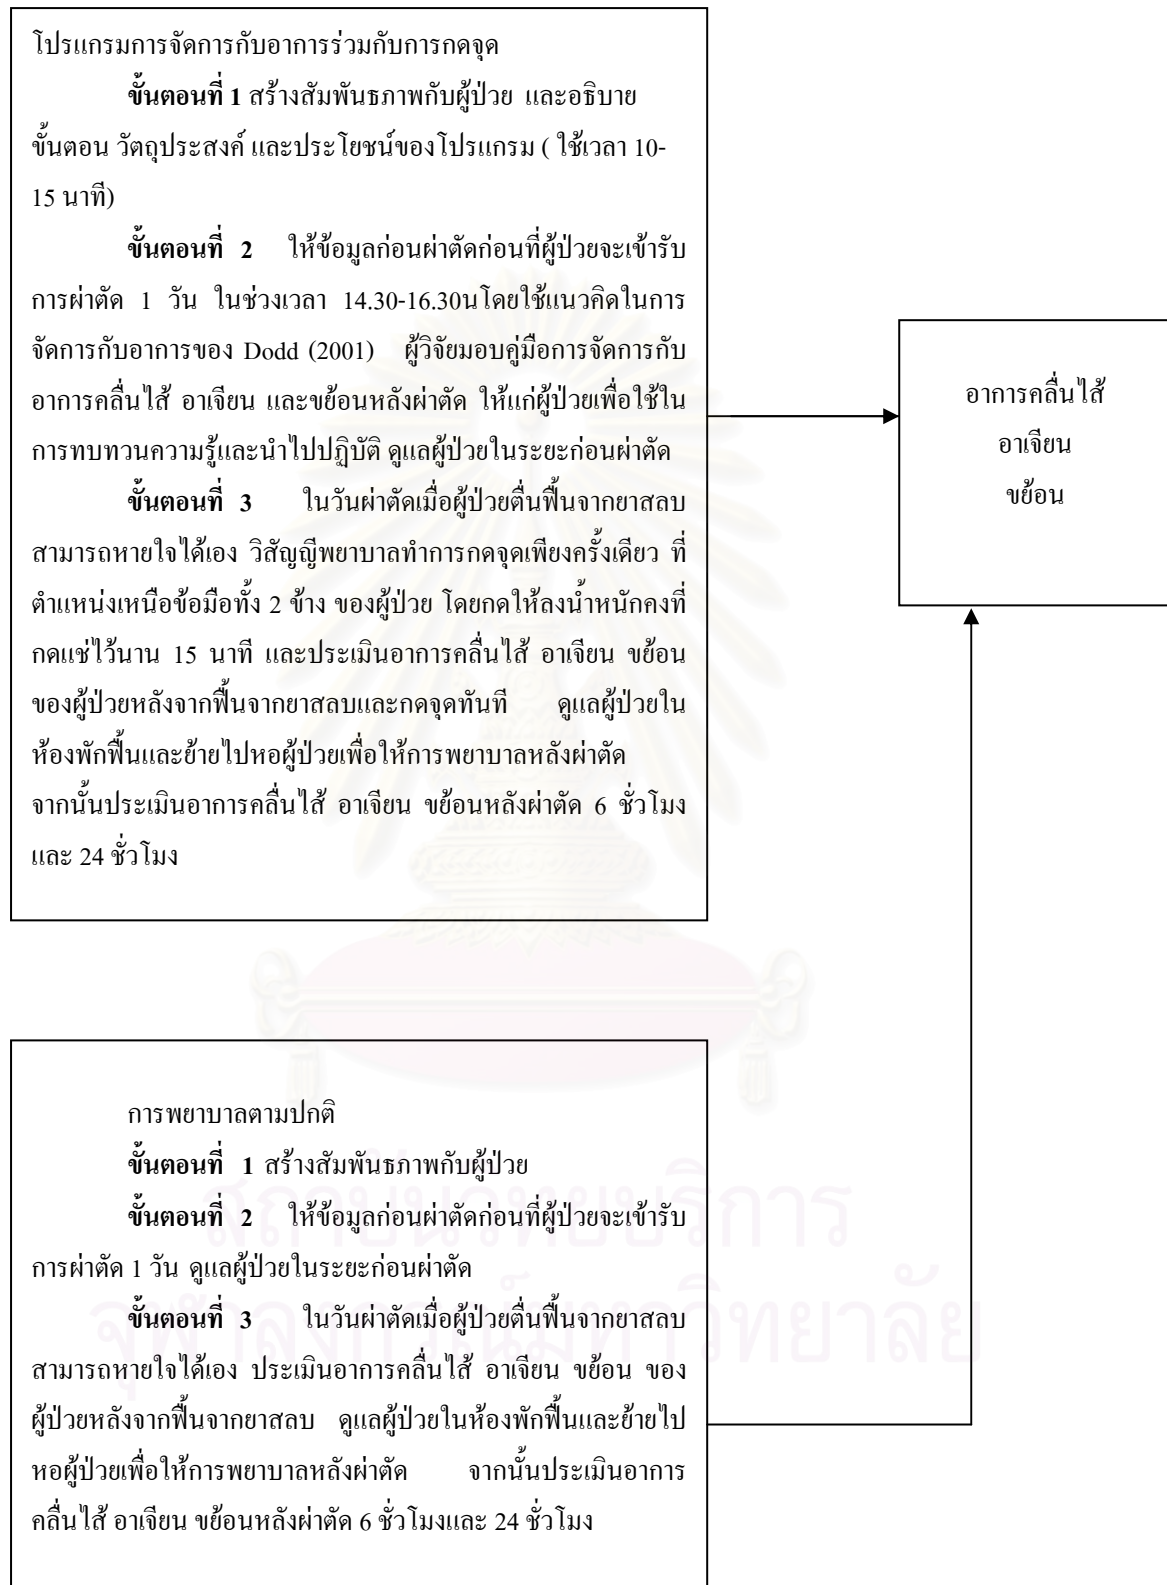 โปรแกรมการจัดการกับอาการร่วมกับการกดจุด
ขั้นตอนที่ 1 สร้างสัมพันธภาพกับผู้ป่วย และอธิบาย
ขั้นตอน วัตถุประสงค์ และประโยชน์ของโปรแกรม ( ใช้เวลา 10-
15 นาที)
ขั้นตอนที่ 2 ให้ข้อมูลก่อนผ่าตัดก่อนที่ผู้ป่วยจะเข้ารับ
การผ่าตัด 1 วัน ในช่วงเวลา 14.30-16.30นโดยใช้แนวคิดในการ
จัดการกับอาการของ Dodd (2001) ผู้วิจัยมอบคู่มือการจัดการกับ
อาการคลื่นไส้ อาเจียน และขย้อนหลังผ่าตัด ให้แก่ผู้ป่วยเพื่อใช้ใน
การทบทวนความรู้และนำไปปฏิบัติ ดูแลผู้ป่วยในระยะก่อนผ่าตัด
ขั้นตอนที่ 3 ในวันผ่าตัดเมื่อผู้ป่วยตื่นฟื้นจากยาสลบ
สามารถหายใจได้เอง วิสัญญีพยาบาลทำการกดจุดเพียงครั้งเดียว ที่
ตำแหน่งเหนือข้อมือทั้ง 2 ข้าง ของผู้ป่วย โดยกดให้ลงน้ำหนักคงที่
กดแช่ไว้นาน 15 นาที และประเมินอาการคลื่นไส้ อาเจียน ขย้อน
ของผู้ป่วยหลังจากฟื้นจากยาสลบและกดจุดทันที ดูแลผู้ป่วยใน
ห้องพักฟื้นและย้ายไปหอผู้ป่วยเพื่อให้การพยาบาลหลังผ่าตัด
จากนั้นประเมินอาการคลื่นไส้ อาเจียน ขย้อนหลังผ่าตัด 6 ชั่วโมง
และ 24 ชั่วโมง
อาการคลื่นไส้
อาเจียน
ขย้อน
การพยาบาลตามปกติ
ขั้นตอนที่ 1 สร้างสัมพันธภาพกับผู้ป่วย
ขั้นตอนที่ 2 ให้ข้อมูลก่อนผ่าตัดก่อนที่ผู้ป่วยจะเข้ารับ
การผ่าตัด 1 วัน ดูแลผู้ป่วยในระยะก่อนผ่าตัด
ขั้นตอนที่ 3 ในวันผ่าตัดเมื่อผู้ป่วยตื่นฟื้นจากยาสลบ
สามารถหายใจได้เอง ประเมินอาการคลื่นไส้ อาเจียน ขย้อน ของ
ผู้ป่วยหลังจากฟื้นจากยาสลบ ดูแลผู้ป่วยในห้องพักฟื้นและย้ายไป
หอผู้ป่วยเพื่อให้การพยาบาลหลังผ่าตัด จากนั้นประเมินอาการ
คลื่นไส้ อาเจียน ขย้อนหลังผ่าตัด 6 ชั่วโมงและ 24 ชั่วโมง
สถาบันวิทยบริการ
จุฬาลงกรณ์มหาวิทยาลัย